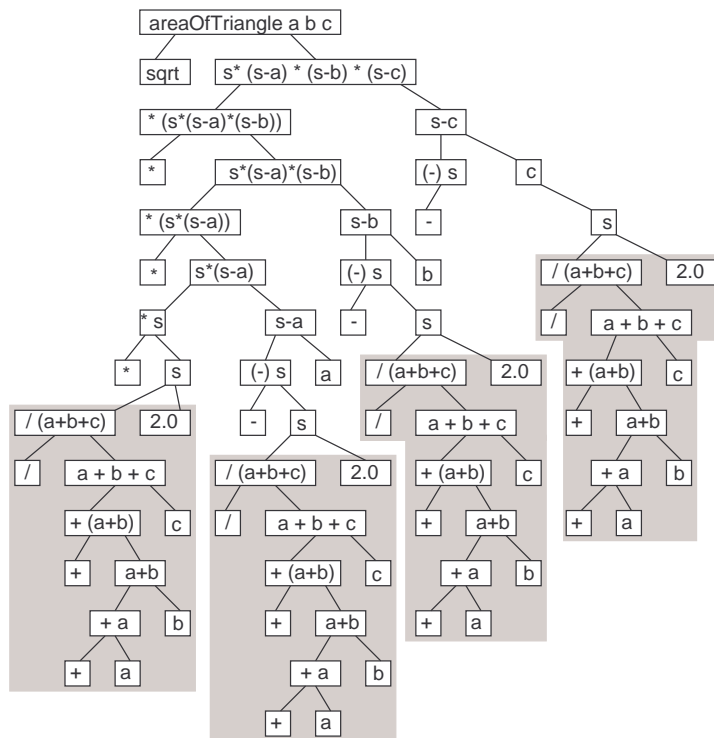 areaOfTriangle a b c
sqrt s* (s-a) * (s-b) * (s-c)
* (s*(s-a)*(s-b)) s-c
* s*(s-a)*(s-b) (-) s c
* (s*(s-a)) s-b - s
* s*(s-a) (-) s b / (a+b+c) 2.0
* s s-a - s / a + b + c
* s (-) s a / (a+b+c) 2.0 + (a+b) c
/ (a+b+c) 2.0 - s / a + b + c + a+b
/ a + b + c / (a+b+c) 2.0 + (a+b) c + a b
+ (a+b) c / a + b + c + a+b + a
+ a+b + (a+b) c + a b
+ a b + a+b + a
+ a + a b
+ a